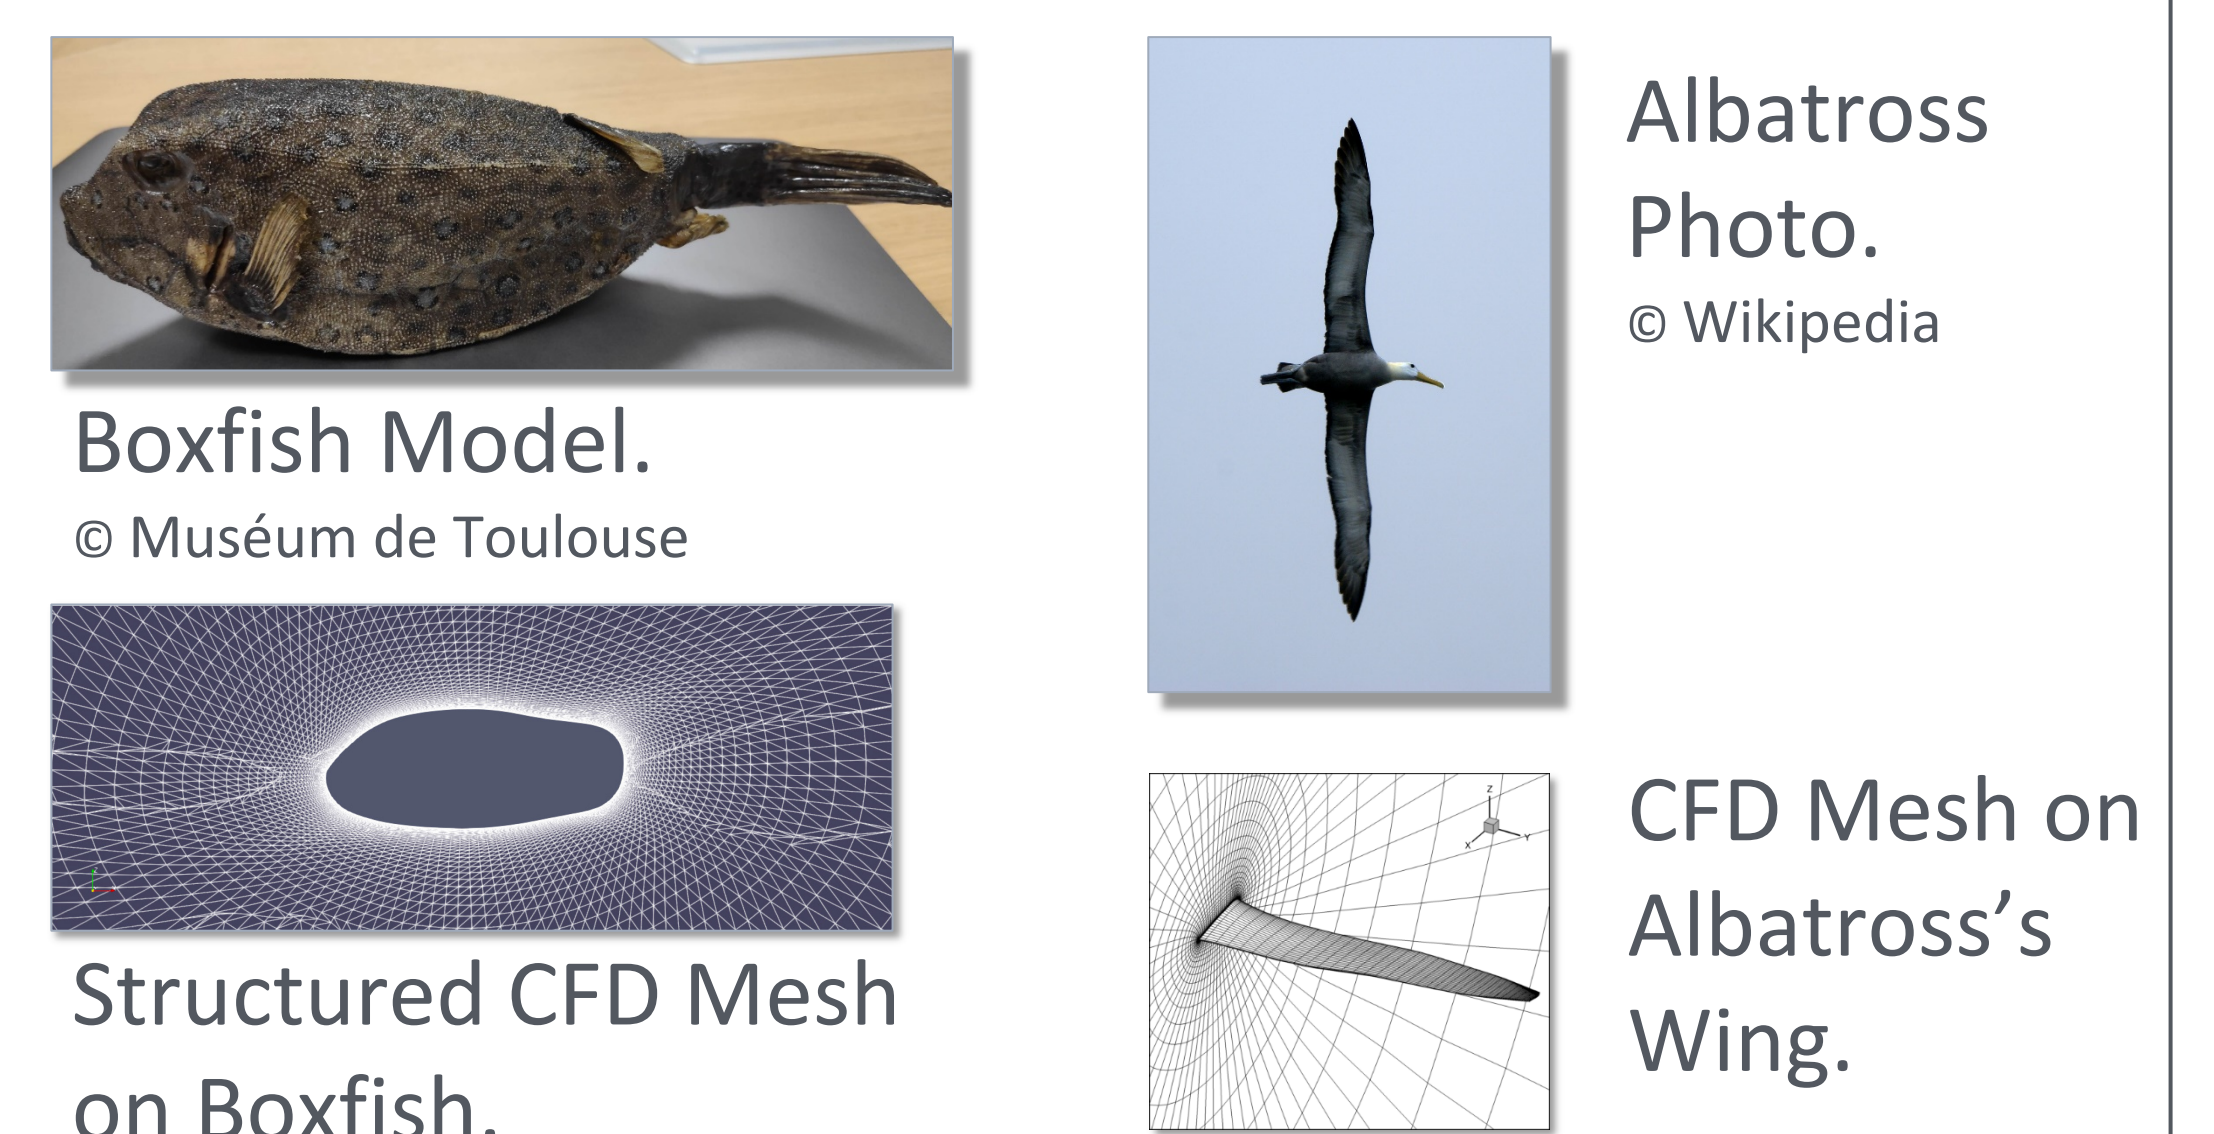 Boxfish Model.
© Muséum de Toulouse
Structured CFD Mesh
on Boxfish.
Albatross
Photo.
© Wikipedia
Z
Y
X
CFD Mesh on
Albatross’s
Wing.